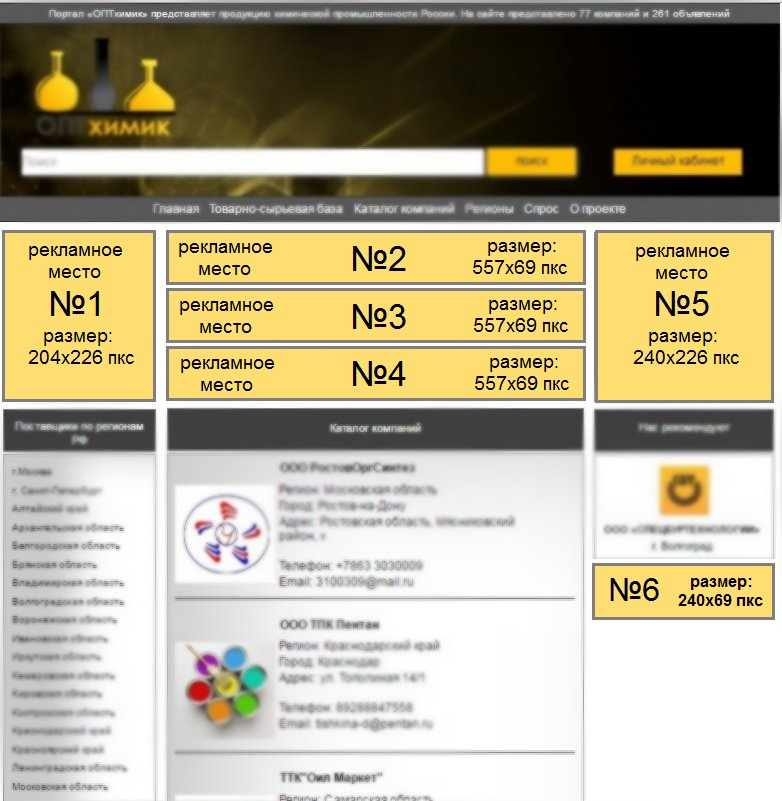 Портал «ОПТхимик» представляет продукцию химической промышленности России. На сайте представлено 77 компаний и 261 объявлений
ОПТХИМИК
Поиск
поиск
Личный кабинет
Главная Товарно-сырьевая база Каталог компаний Регионы Спрос О проекте
рекламное
место
№1
размер:
204x226 пкс
рекламное
место
№2
размер:
557x69 пкс
рекламное
место
№3
размер:
557x69 пкс
рекламное
место
№4
размер:
557x69 пкс
рекламное
место
№5
размер:
240x226 пкс
Поставщики по регионам
РФ
г.Москва
г. Санкт-Петербург
Алтайский край
Архангельская область
Белгородская область
Брянская область
Владимирская область
Волгоградская область
Воронежская область
Ивановская область
Иркутская область
Кемеровская область
Кировская область
Костромская область
Краснодарский край
Красноярский край
Ленинградская область
Московская область
Каталог компаний
ООО РостовОргСинтез
Регион: Московская область
Город: Ростов-на-Дону
Адрес: Ростовская область, Мясниковский
район, х
Телефон: +7863 3030009
Email: 3100309@mail.ru
ООО ТПК Пентан
Регион: Краснодарский край
Город: Краснодар
Адрес: ул. Тополиная 14/1
Телефон: 89288847558
Email: tishkina-d@pentan.ru
ТТК"Оил Маркет"
Регион: Самарская область
Нас рекомендуют
ООО «СПЕЦБУРТЕХНОЛОГИИ»
г. Волгоград
№6
размер:
240x69 пкс